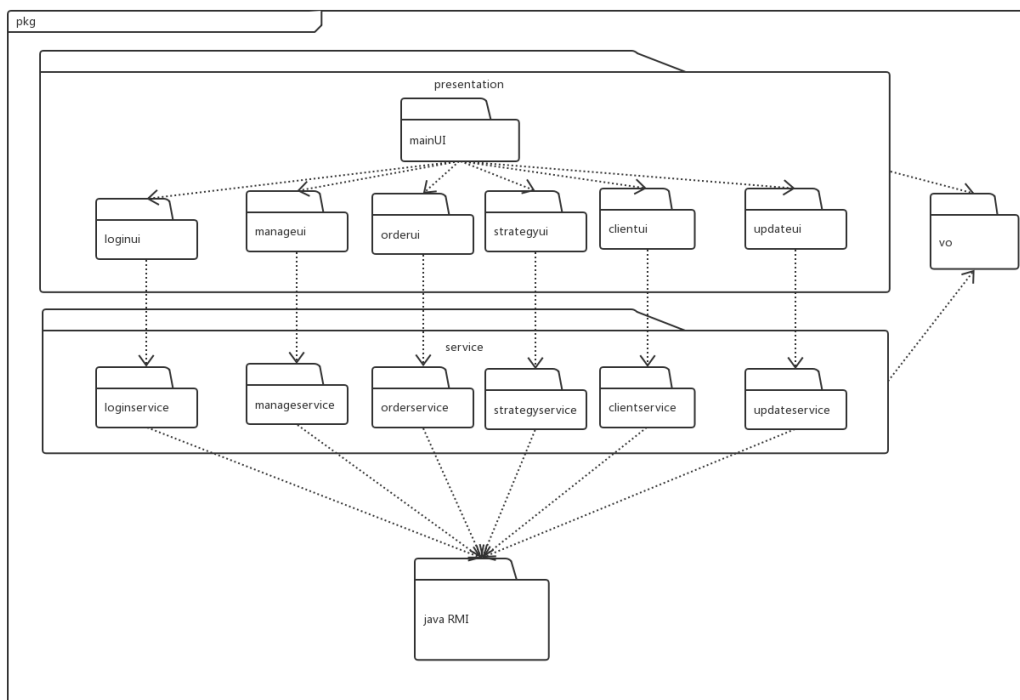 pkg
presentation
mainUI
loginui
manageui
orderui
strategyui
clientui
updateui
vo
service
loginservice
manageservice
orderservice
strategyservice
clientservice
updateservice
java RMI